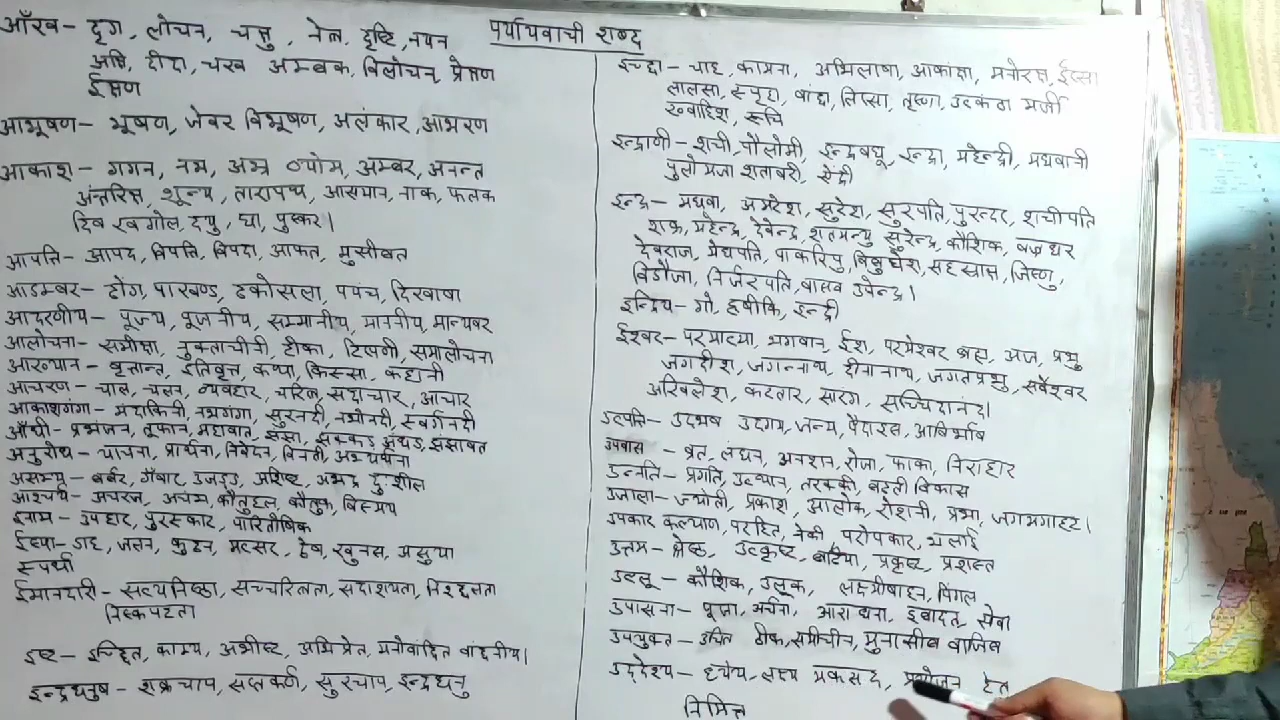 पर्यायवाची शब्द
आँख- दृग, लोचन, चक्षु, नेत्र, दृष्टि, नयन
अक्षि, दीदा, चख अम्बक, विलोचन, प्रेक्षण
ईक्षण
आभूषण- भूषण, जेवर विभूषण, अलंकार, आभरण
आकाश- गगन, नभ, अभ्र व्योम, अम्बर, अनन्त
अंतरिक्ष, शून्य, तारापथ, आसमान, नाक, फलक
दिव खगोल, दयु, धा, पुस्कर।
आपत्ति- आपद, विपत्ति, विपदा, आफत, मुसीबत
आडम्बर- ढोंग, पाखण्ड, ढकोसला, पपंच, दिखावा
आदरणीय- पूज्य, पूजनीय, सम्मानीय, माननीय, मान्यवर
आलोचना- समीक्षा, नुक्ताचीनी, टीका, टिप्पणी, समालोचना
आख्यान- वृत्तान्त, इतिवृत्त, कथा, किस्सा, कहानी
आचरण- चाल, चलन, व्यवहार, चरित्र, सदाचार, आचार
आकाशगंगा- मंदाकिनी, नभगंगा, सुरनदी, नभोनदी, स्वर्गनदी
आँधी- प्रभंजन, तूफान, महावात, झंझा, झक्कड़ अंधड़, झंझावत
अनुरोध- याचना, प्रार्थना, निवेदन, विनती, अभ्यर्थना
असभ्य- बर्बर, गँवार उजड्ड, अशिष्ट, अभद्र दुःशील
आश्चर्य- अचरज, अचंभ, कौतुहल, कौतुक, विस्मय
इनाम- उपहार, पुरस्कार, पारितोषिक
ईर्ष्या- डाह, जलन, कुढ़न, मत्सर, द्वेष, खुनस, असूया
स्पर्धा
ईमानदारी- सत्यनिष्ठा, सच्चरित्रता, सदाशयता, निश्छलता
निस्कपटता
इष्ट- इच्छित, काम्य, अभीष्ट, अभिप्रेत, मनोवांछित वांछनीय।
इन्द्रधनुष- शक्रचाप, सप्तवर्ण, सुरचाप, इन्द्रधनु
इच्छा- चाह, कामना, अभिलाषा, आकांक्षा, मनोरथ, ईप्सा
लालसा, स्पृहा, वांछा, लिप्सा, तृष्णा, उत्कंठा मर्जी
ख्वाहिश, रूचि
इन्द्राणी- शची, पौलोमी, इन्द्रवधू, इन्द्रा, महेन्द्री, मघवानी
पुलोमजा शतावरी, ऐंद्री
इन्द्र- मघवा, अमरेश, सुरेश, सुरपति, पुरन्दर, शचीपति
शक्र, महेन्द्र, देवेन्द्र, शतमन्यु सुरेन्द्र, कौशिक, वज्रधर
देवराज, मेघपति, पाकरिपु, विबुधेश, सहस्त्राक्ष, जिष्णु,
विडौजा, निर्जरपति, वासव उपेन्द्र।
इन्द्रिय- गो, हृषीकि, इन्द्री
ईश्वर- परमात्मा, भगवान, ईश, परमेश्वर ब्रह्म, अज, प्रभु
जगदीश, जगन्नाथ, दीनानाथ, जगतप्रभु, सर्वेश्वर
अखिलेश, करतार, सारंग, सच्चिदानंद।
उत्पत्ति- उदभव उदगम, जन्म, पैदाइस, आविर्भाव
उपवास - व्रत, लंघन, अनशन, रोजा, फाका, निराहार
उन्नति- प्रगति, उत्थान, तरक्की, बढ़ती विकास
उजाला- ज्योति, प्रकाश, आलोक, रोशनी, प्रभा, जगमगाहट।
उपकार कल्याण, परहित, नेकी परोपकार, भलाई
उत्तम- श्रेष्ठ, उत्कृष्ट, बढ़िया, प्रकृष्ट, प्रशस्त
उल्लू- कौशिक, उलूक, लक्ष्मीवाहन, पिंगल
उपासना- पूजा, अर्चना, आराधना, इबादत, सेवा
उपयुक्त- उचित ठीक, समीचीन, मुनासीब वाजिब
उद्देश्य- ध्येय, लक्ष्य मकसद, प्रयोजन हेतु
निमित्त